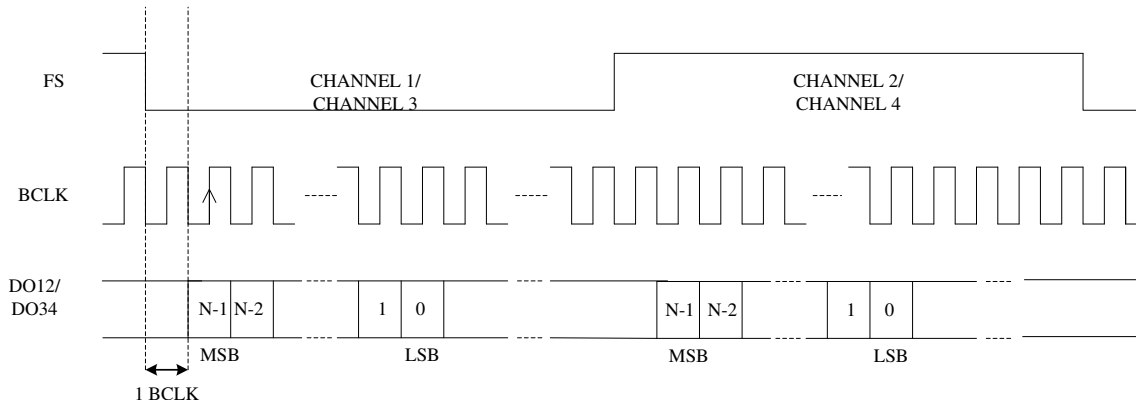 FS
CHANNEL 1/
CHANNEL 3
CHANNEL 2/
CHANNEL 4
BCLK
DO12/
DO34
N-1 N-2 1 0 N-1 N-2 1 0
MSB LSB MSB LSB
1 BCLK